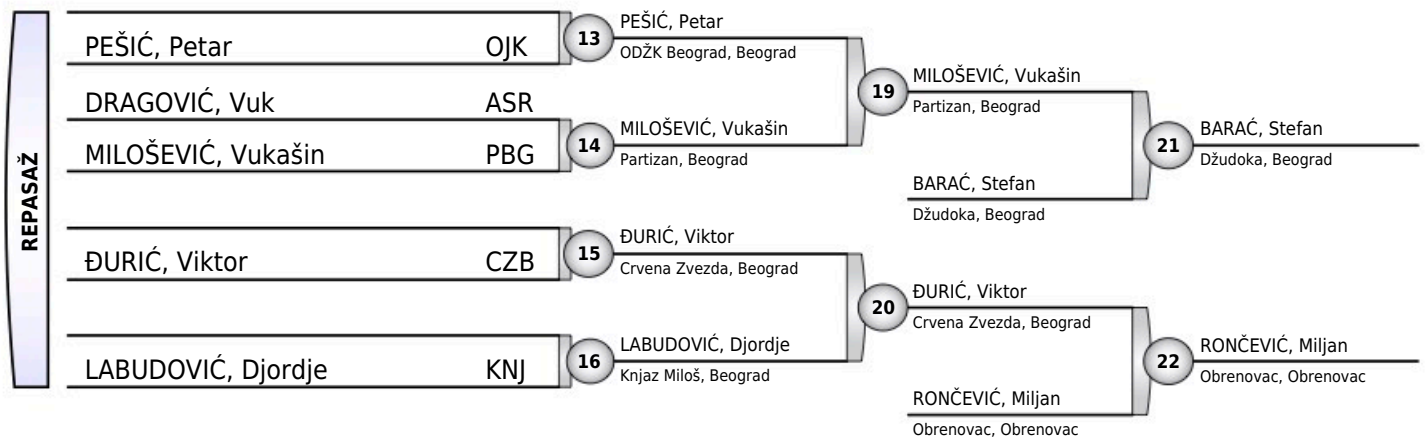 REPASAŽ
PEŠIĆ, Petar OJK
DRAGOVIĆ, Vuk ASR
MILOŠEVIĆ, Vukašin PBG
ĐURIĆ, Viktor CZB
LABUDOVIĆ, Djordje KNJ
13
PEŠIĆ, Petar
ODŽK Beograd, Beograd
14
MILOŠEVIĆ, Vukašin
Partizan, Beograd
15
ĐURIĆ, Viktor
Crvena Zvezda, Beograd
16
LABUDOVIĆ, Djordje
Knjaz Miloš, Beograd
19
MILOŠEVIĆ, Vukašin
Partizan, Beograd
BARAĆ, Stefan
Džudoka, Beograd
20
ĐURIĆ, Viktor
Crvena Zvezda, Beograd
RONČEVIĆ, Miljan
Obrenovac, Obrenovac
21
BARAĆ, Stefan
Džudoka, Beograd
22
RONČEVIĆ, Miljan
Obrenovac, Obrenovac